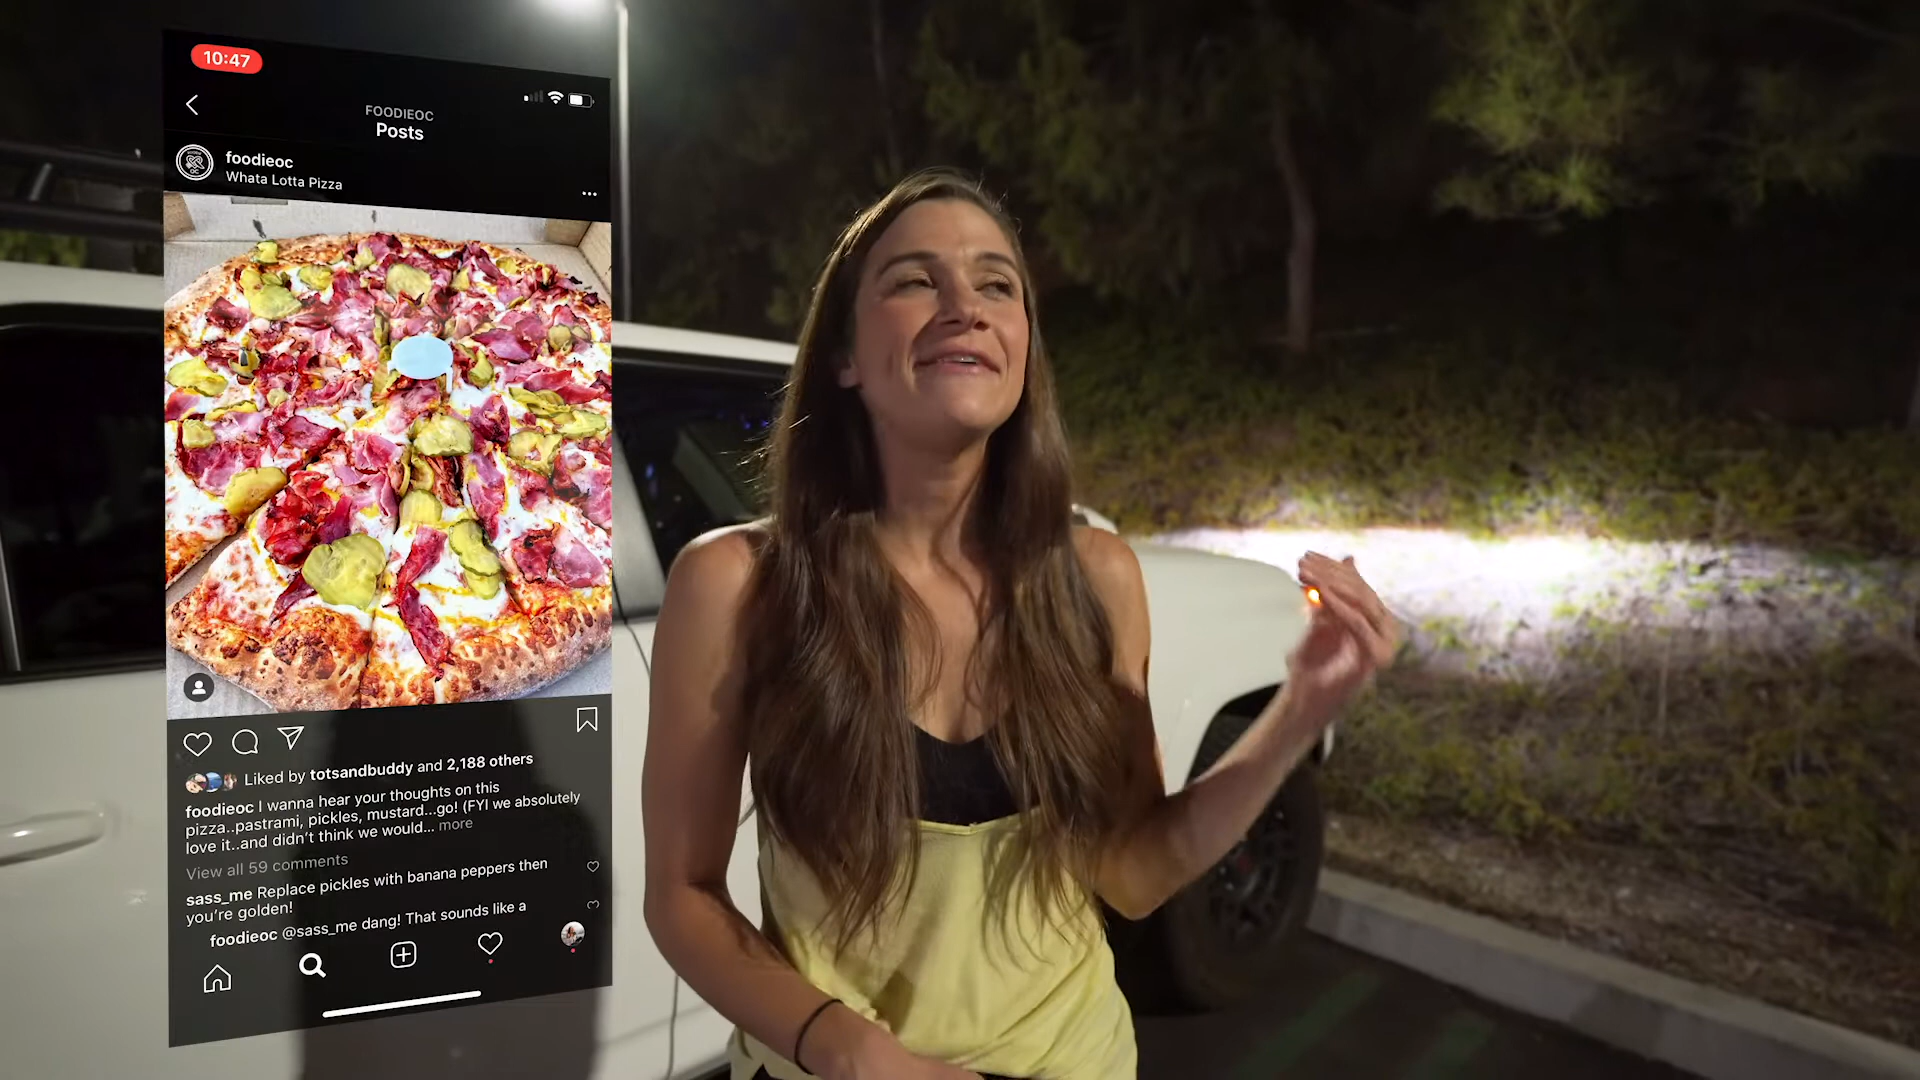 10:47
FOODIEOC
Posts
foodieoc
Whata Lotta Pizza
Liked by totsandbuddy and 2,188 others
foodieoc I wanna hear your thoughts on this
pizza..pastrami, pickles, mustard...go! (FYI we absolutely
love it..and didn't think we would... more
View all 59 comments
sass_me Replace pickles with banana peppers then
you're golden!
foodieoc @sass_me dang! That sounds like a